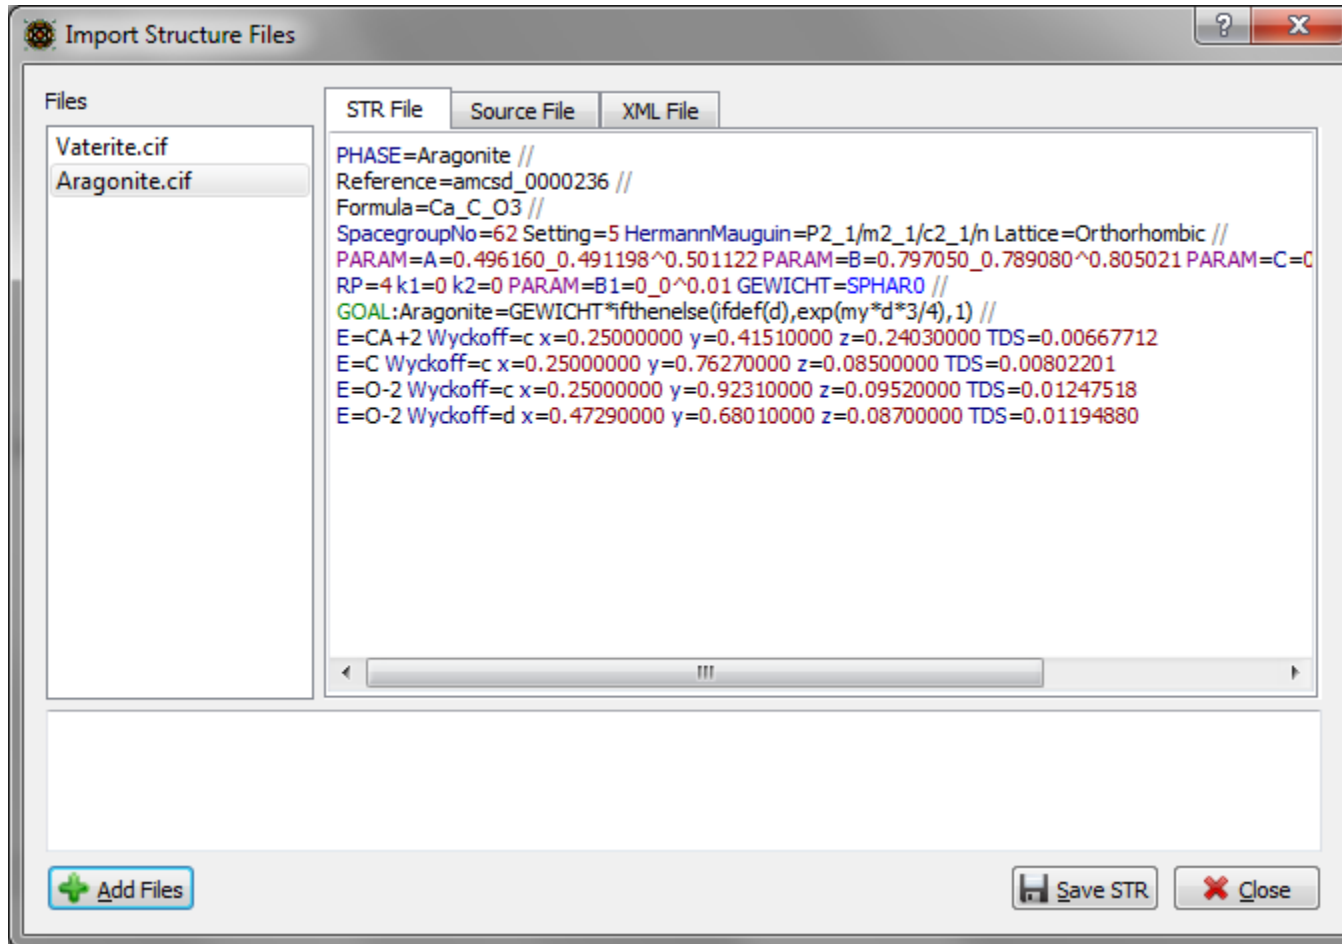 Import Structure Files
Files
Vaterite.cif
Aragonite.cif
STR File
Source File
XML File
PHASE=Aragonite //
Reference=amcsd_0000236 //
Formula=Ca_C_O3 //
SpacegroupNo=62 Setting=5 HermannMauguin=P2_1/m2_1/c2_1/n Lattice=Orthorhombic //
PARAM=A=0.496160_0.491198^0.501122 PARAM=B=0.797050_0.789080^0.805021 PARAM=C=0
RP=4 k1=0 k2=0 PARAM=B1=0_0^0.01 GEWICHT=SPHAR0 //
GOAL:Aragonite=GEWICHT*ifthenelse(ifdef(d),exp(my*d*3/4),1) //
E=CA+2 Wyckoff=c x=0.25000000 y=0.41510000 z=0.24030000 TDS=0.00667712
E=C Wyckoff=c x=0.25000000 y=0.76270000 z=0.08500000 TDS=0.00802201
E=O-2 Wyckoff=c x=0.25000000 y=0.92310000 z=0.09520000 TDS=0.01247518
E=O-2 Wyckoff=d x=0.47290000 y=0.68010000 z=0.08700000 TDS=0.01194880
Add Files
Save STR
Close